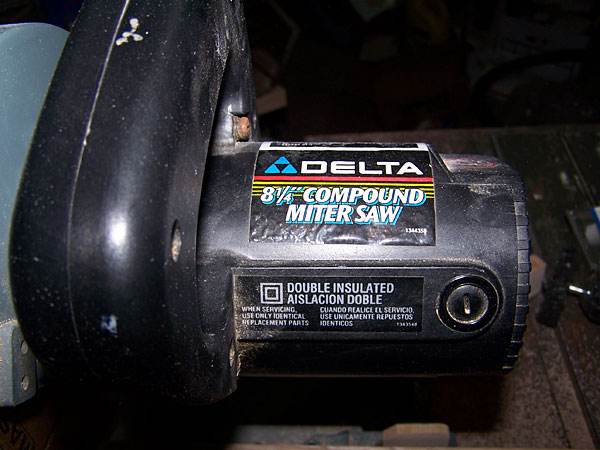 DELTA
8¼" COMPOUND
MITER SAW
1344358
DOUBLE INSULATED
AISLACION DOBLE
WHEN SERVICING,
USE ONLY IDENTICAL
REPLACEMENT PARTS
CUANDO REALICE EL SERVICIO,
USE UNICAMENTE REPUESTOS
IDENTICOS
1343548